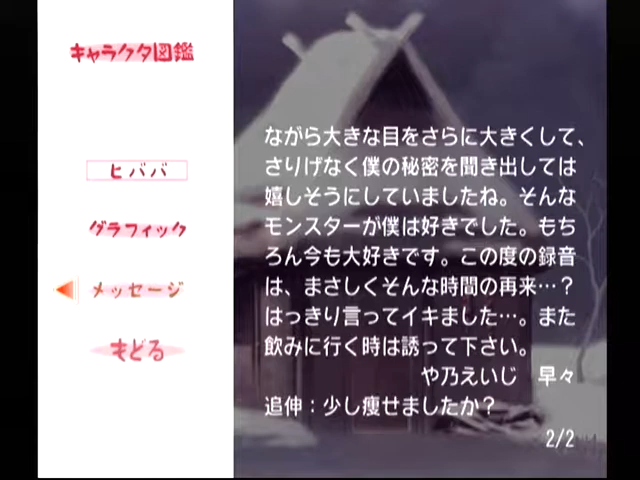 キャラクタ図鑑
ヒババ
グラフィック
メッセージ
もどる
ながら大きな目をさらに大きくして、
さりげなく僕の秘密を聞き出しては
嬉しそうにしていましたね。そんな
モンスターが僕は好きでした。もち
ろん今も大好きです。この度の録音
は、まさしくそんな時間の再来…？
はっきり言ってイキました…。また
飲みに行く時は誘って下さい。
や乃えいじ　早々
追伸：少し痩せましたか？
2/2